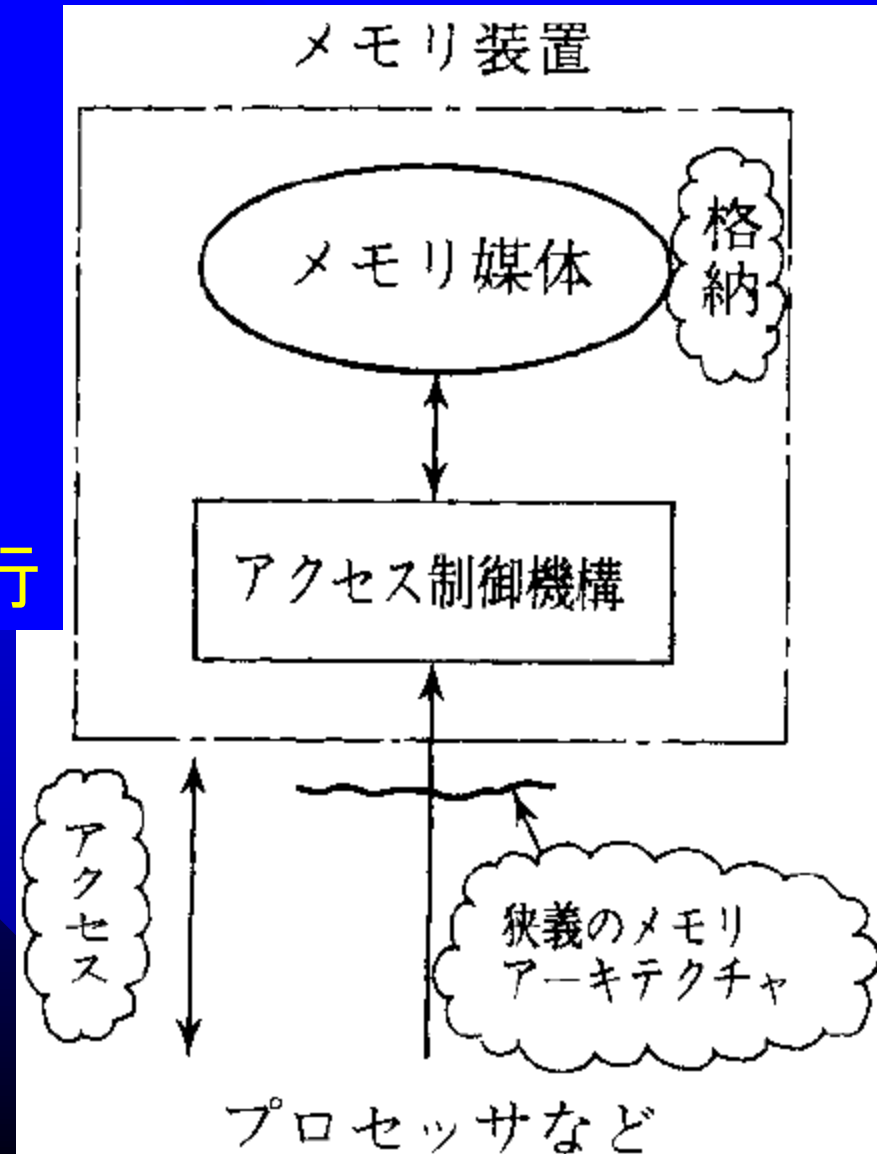 メモリ装置
メモリ媒体
格納
アクセス制御機構
行
アクセス
狭義のメモリ
アーキテクチャ
プロセッサなど